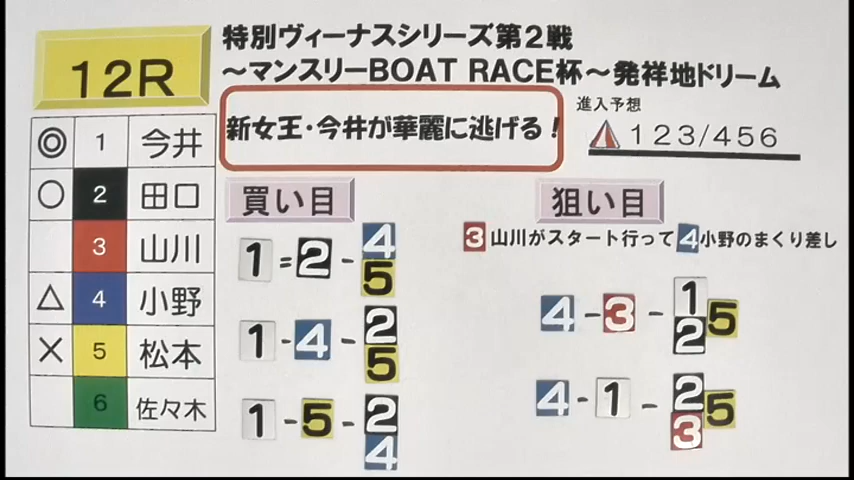 12R
特別ヴィーナスシリーズ第2戦
～マンスリーBOAT RACE杯～発祥地ドリーム
新女王・今井が華麗に逃げる！
進入予想
123/456
◎ 1 今井
○ 2 田口
3 山川
△ 4 小野
× 5 松本
6 佐々木
買い目
1=2-4
5
1-4-2
5
1-5-2
4
狙い目
3山川がスタート行って4小野のまくり差し
4-3-1 5
2
4-1-2 5
3